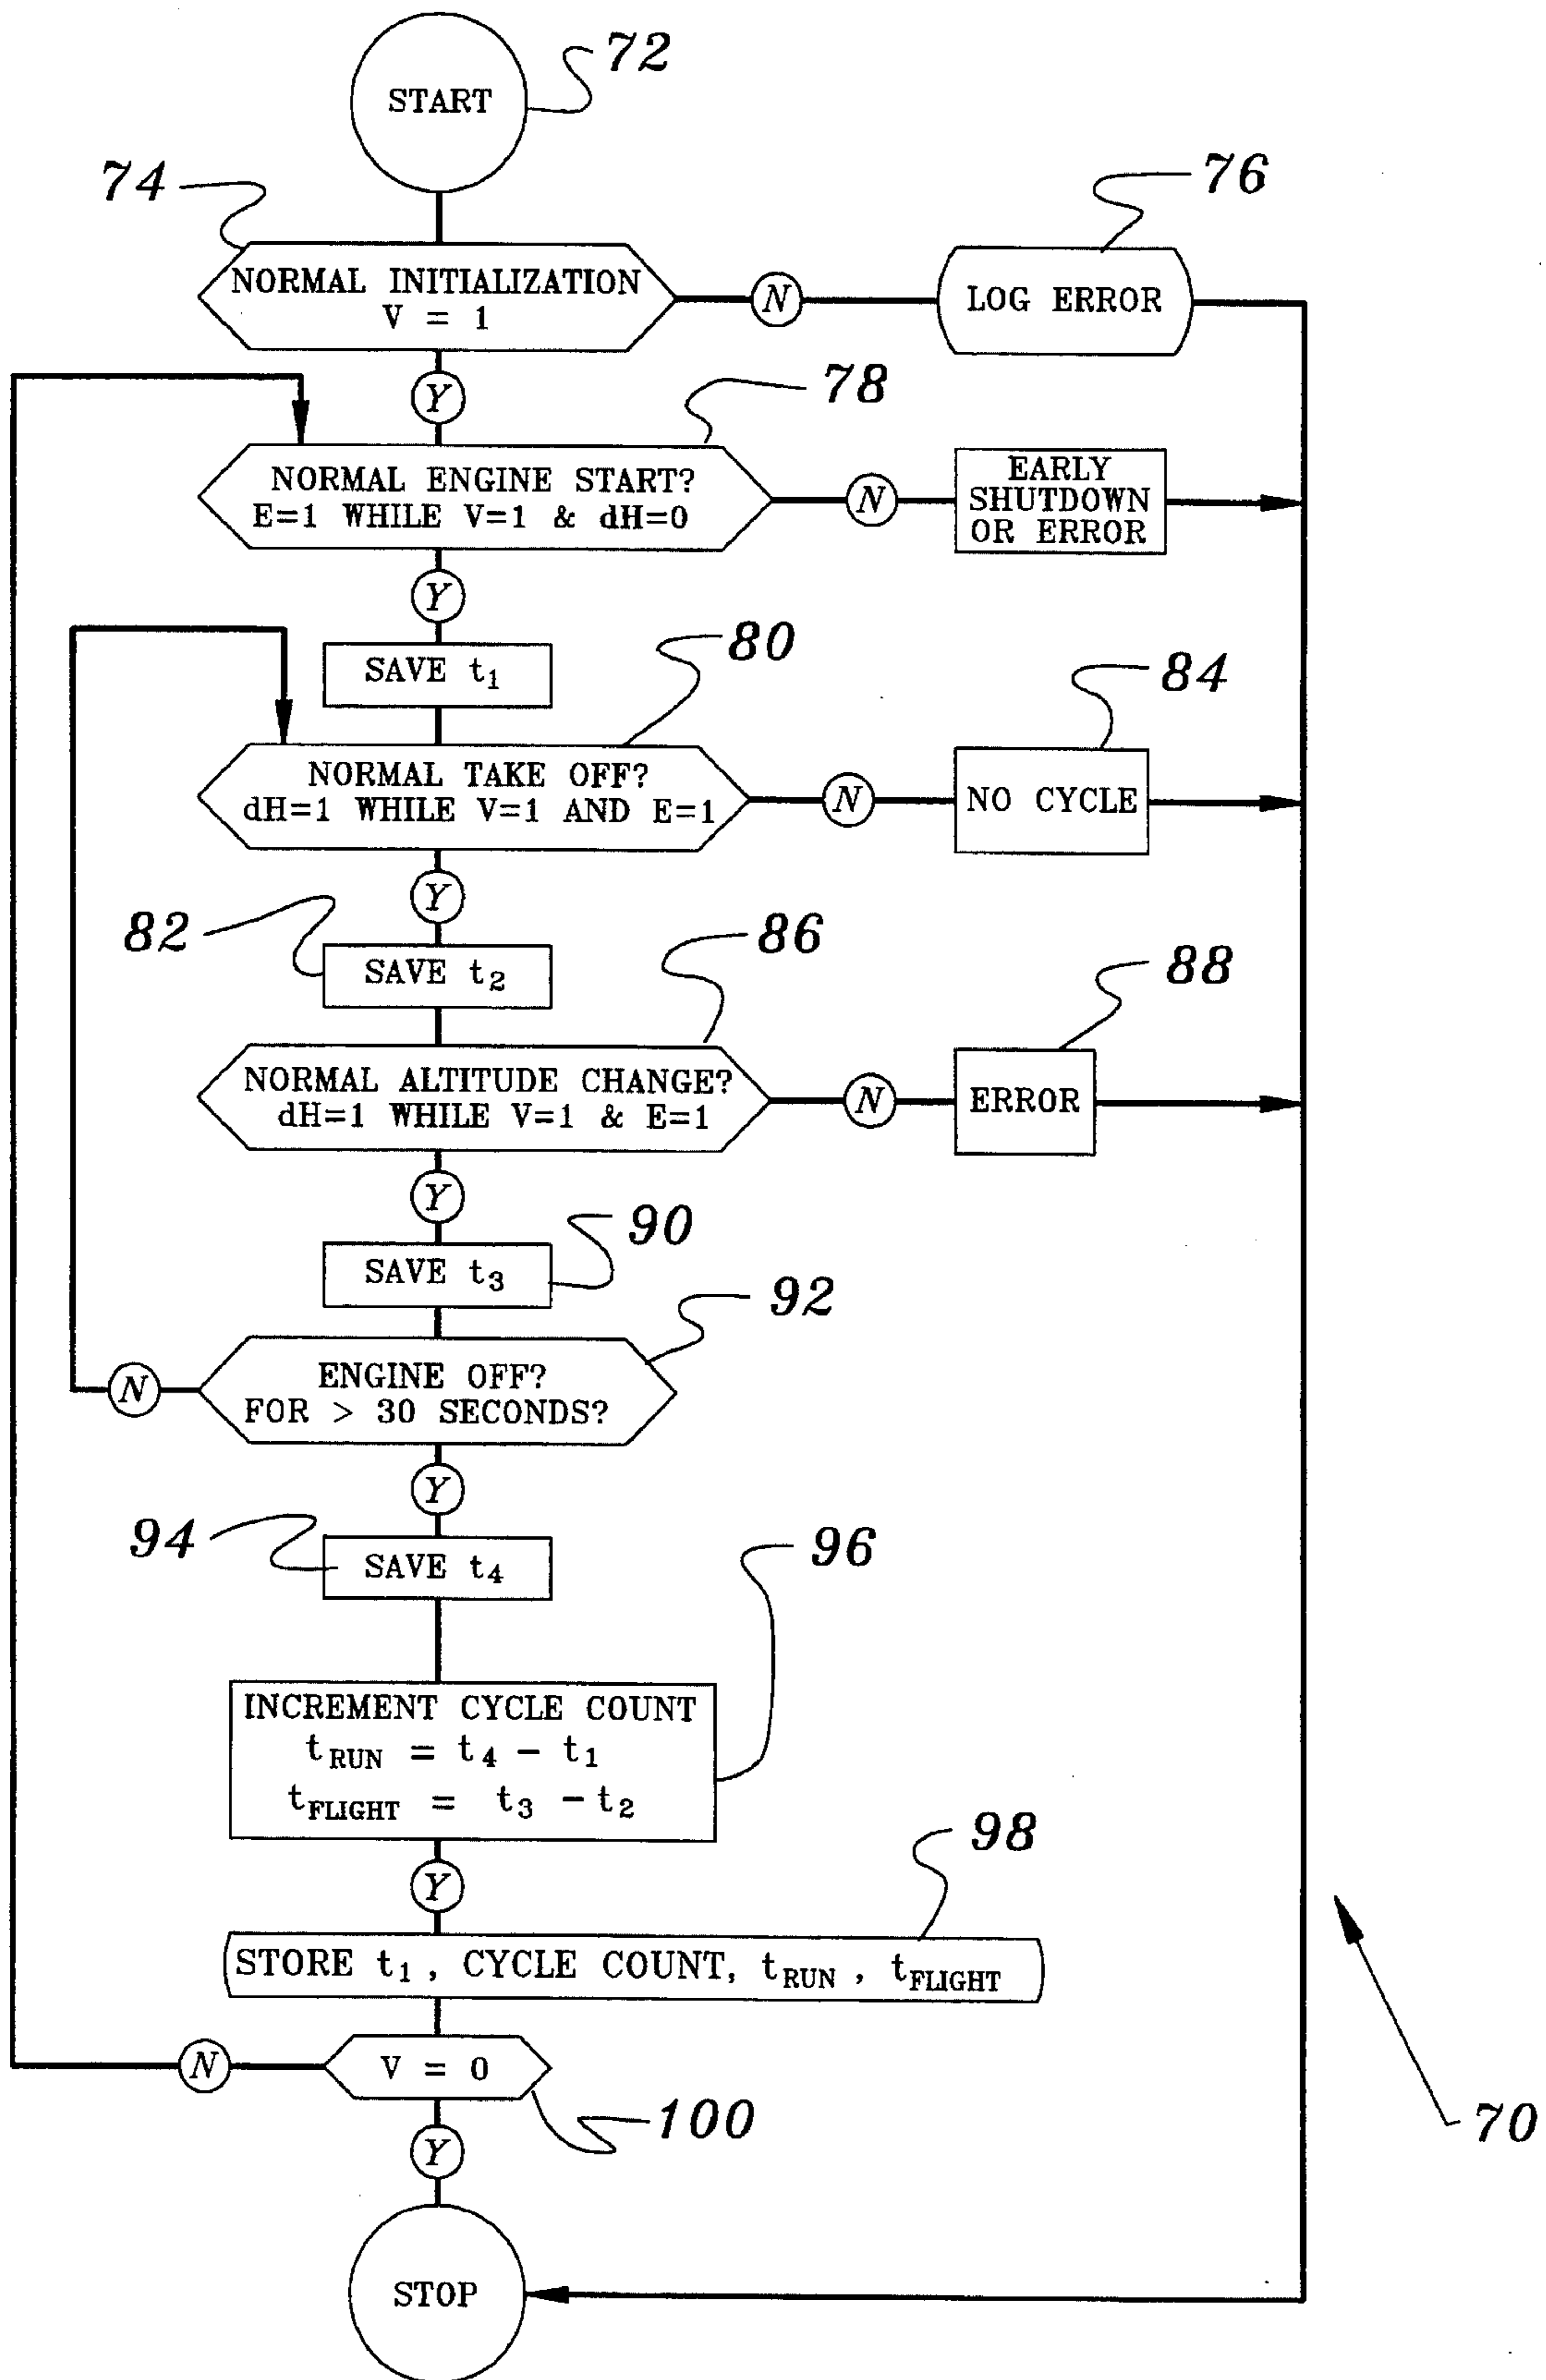 START
72
74
NORMAL INITIALIZATION
V = 1
N
LOG ERROR
76
Y
78
NORMAL ENGINE START?
E=1 WHILE V=1 & dH=0
N
EARLY
SHUTDOWN
OR ERROR
Y
SAVE t₁
80
NORMAL TAKE OFF?
dH=1 WHILE V=1 AND E=1
N
NO CYCLE
84
Y
82
SAVE t₂
86
NORMAL ALTITUDE CHANGE?
dH=1 WHILE V=1 & E=1
N
ERROR
88
Y
SAVE t₃
90
92
N
ENGINE OFF?
FOR > 30 SECONDS?
Y
94
SAVE t₄
96
INCREMENT CYCLE COUNT
t_RUN = t₄ – t₁
t_FLIGHT = t₃ – t₂
Y
98
STORE t₁ , CYCLE COUNT, t_RUN , t_FLIGHT
N
V = 0
100
Y
STOP
70